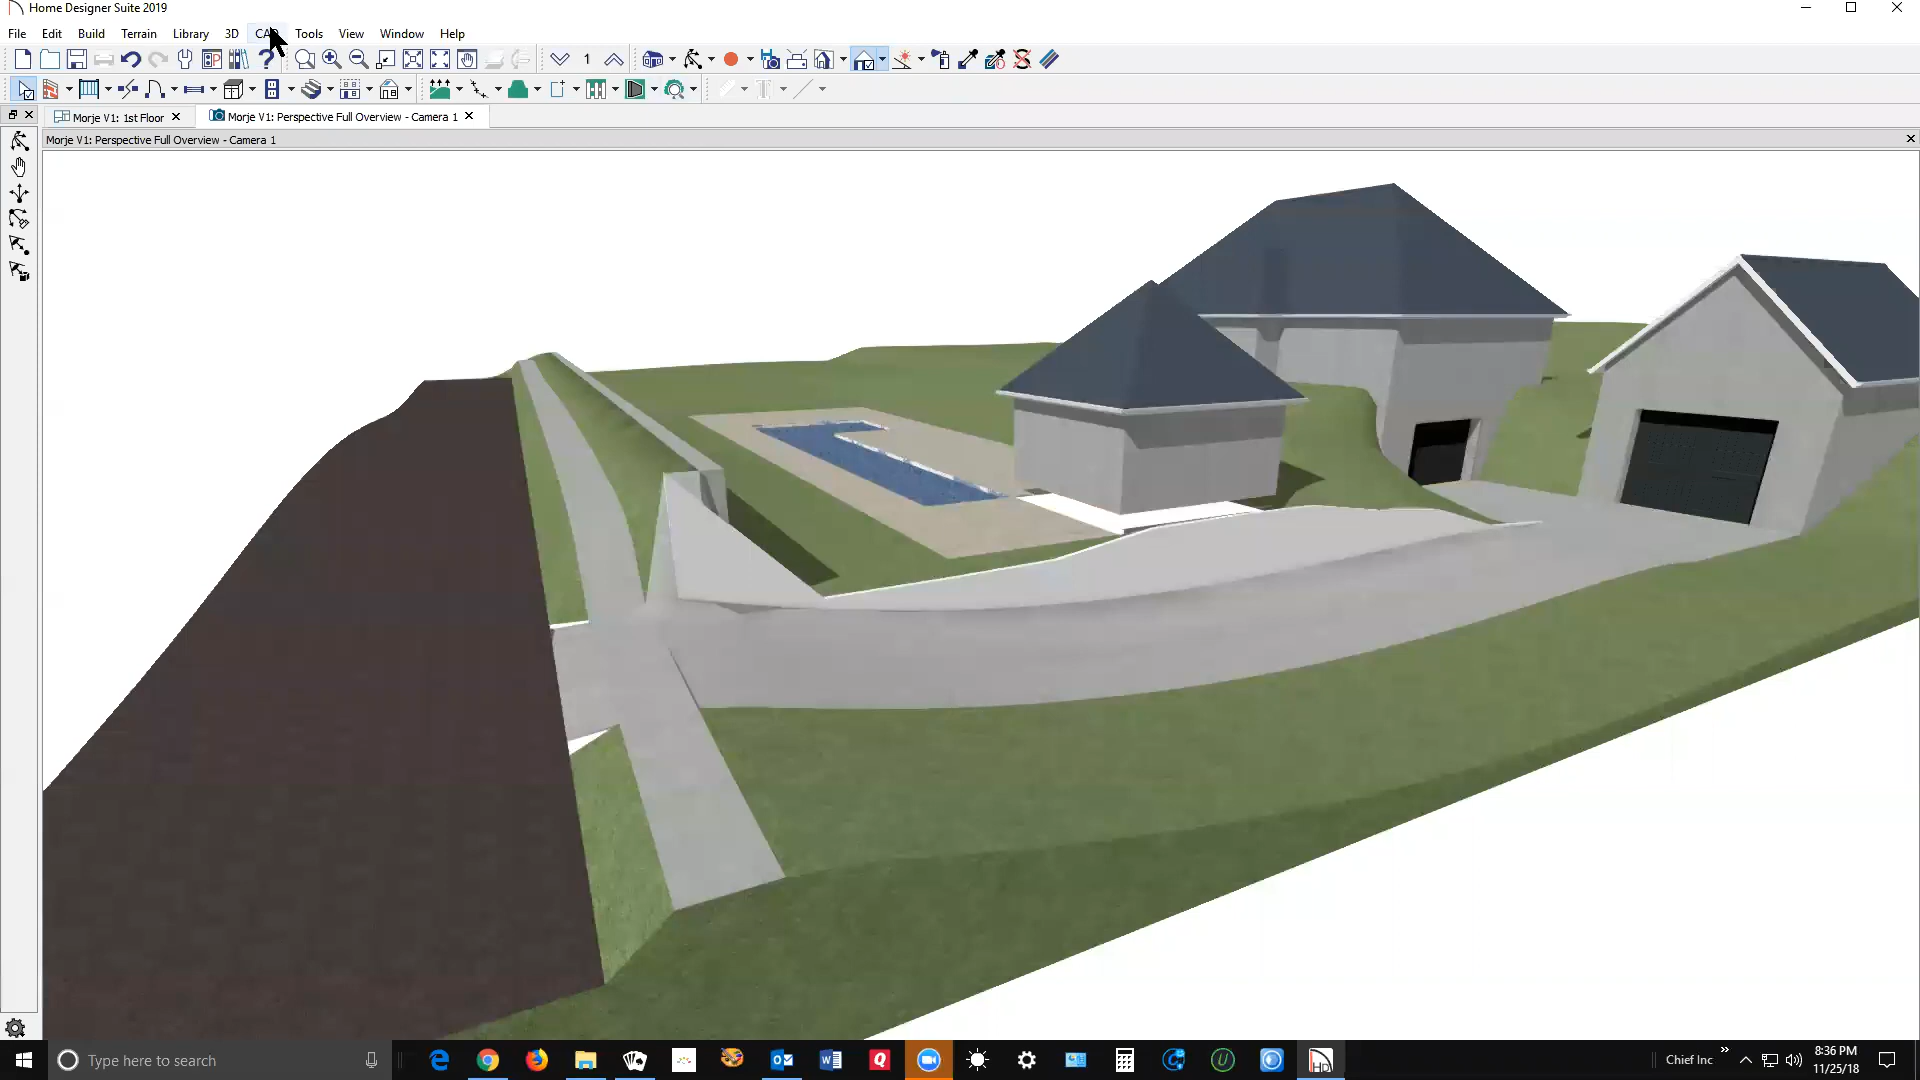 Home Designer Suite 2019
File Edit Build Terrain Library 3D CAD Tools View Window Help
1
Morje V1: 1st Floor Morje V1: Perspective Full Overview - Camera 1
Morje V1: Perspective Full Overview - Camera 1
Type here to search
Chief Inc
8:36 PM
11/25/18